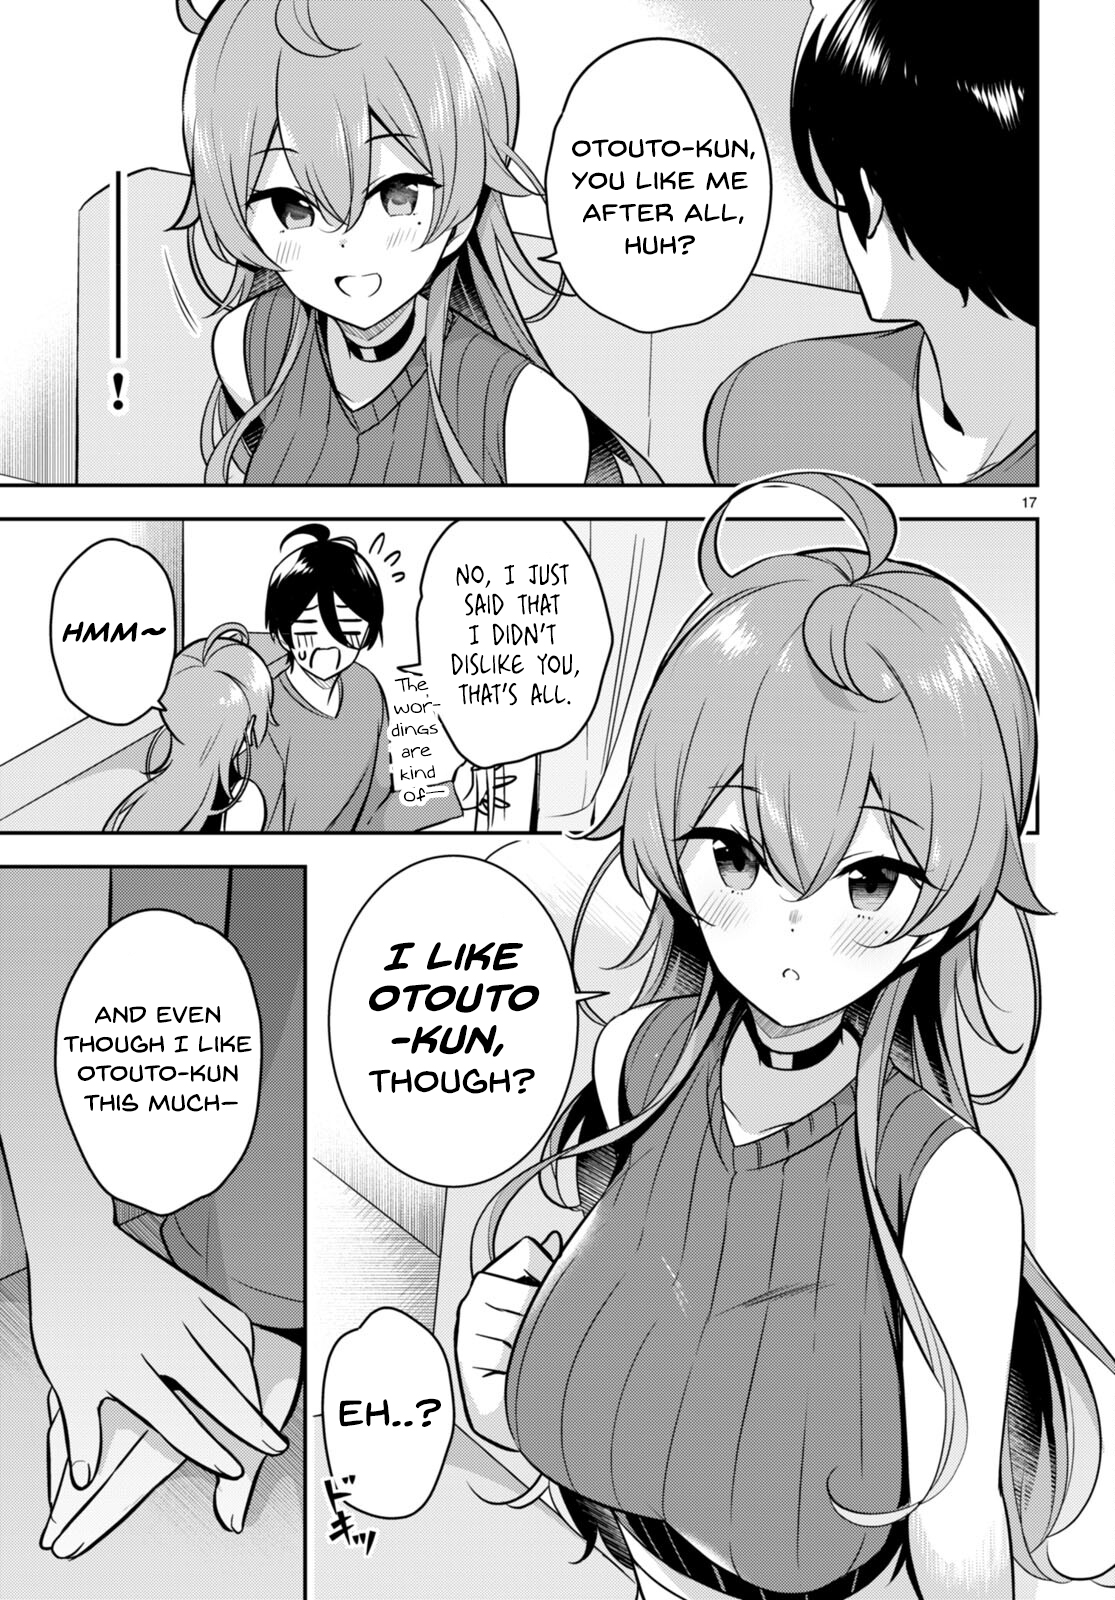 OTOUTO-KUN,
YOU LIKE ME
AFTER ALL,
HUH?
!
17
NO, I JUST
SAID THAT
I DIDN'T
DISLIKE YOU,
THAT'S ALL.
The
wor-
dings
are
kind
of—
HMM~
I LIKE
OTOUTO
-KUN,
THOUGH?
EH..?
ドキッ
AND EVEN
THOUGH I LIKE
OTOUTO-KUN
THIS MUCH—